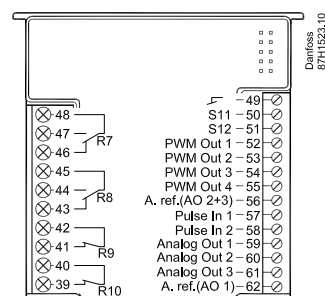 Danfoss
87H1523.10
48
47
R7
46
45
44
R8
43
42
41
R9
40
39
R10
49
S11 50
S12 51
PWM Out 1 52
PWM Out 2 53
PWM Out 3 54
PWM Out 4 55
A. ref.(AO 2+3) 56
Pulse In 1 57
Pulse In 2 58
Analog Out 1 59
Analog Out 2 60
Analog Out 3 61
A. ref.(AO 1) 62